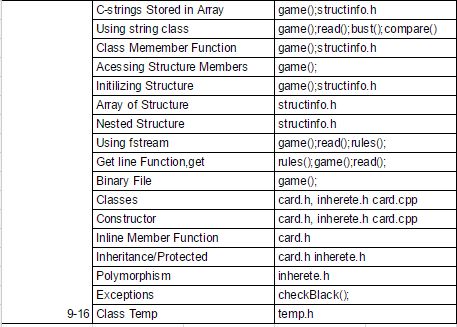 C-strings Stored in Array game();structinfo.h
Using string class game();read();bust();compare()
Class Memember Function game();structinfo.h
Acessing Structure Members game();
Initilizing Structure game();structinfo.h
Array of Structure structinfo.h
Nested Structure structinfo.h
Using fstream game();read();rules();
Get line Function,get rules();game();read();
Binary File game();
Classes card.h, inherete.h card.cpp
Constructor card.h, inherete.h card.cpp
Inline Member Function card.h
Inheritance/Protected card.h inherete.h
Polymorphism inherete.h
Exceptions checkBlack();
9-16 Class Temp temp.h